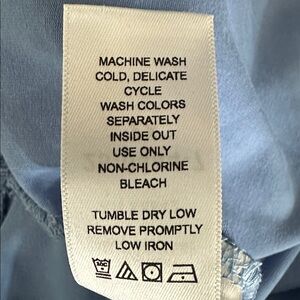 MACHINE WASH
COLD, DELICATE
CYCLE
WASH COLORS
SEPARATELY
INSIDE OUT
USE ONLY
NON-CHLORINE
BLEACH
TUMBLE DRY LOW
REMOVE PROMPTLY
LOW IRON